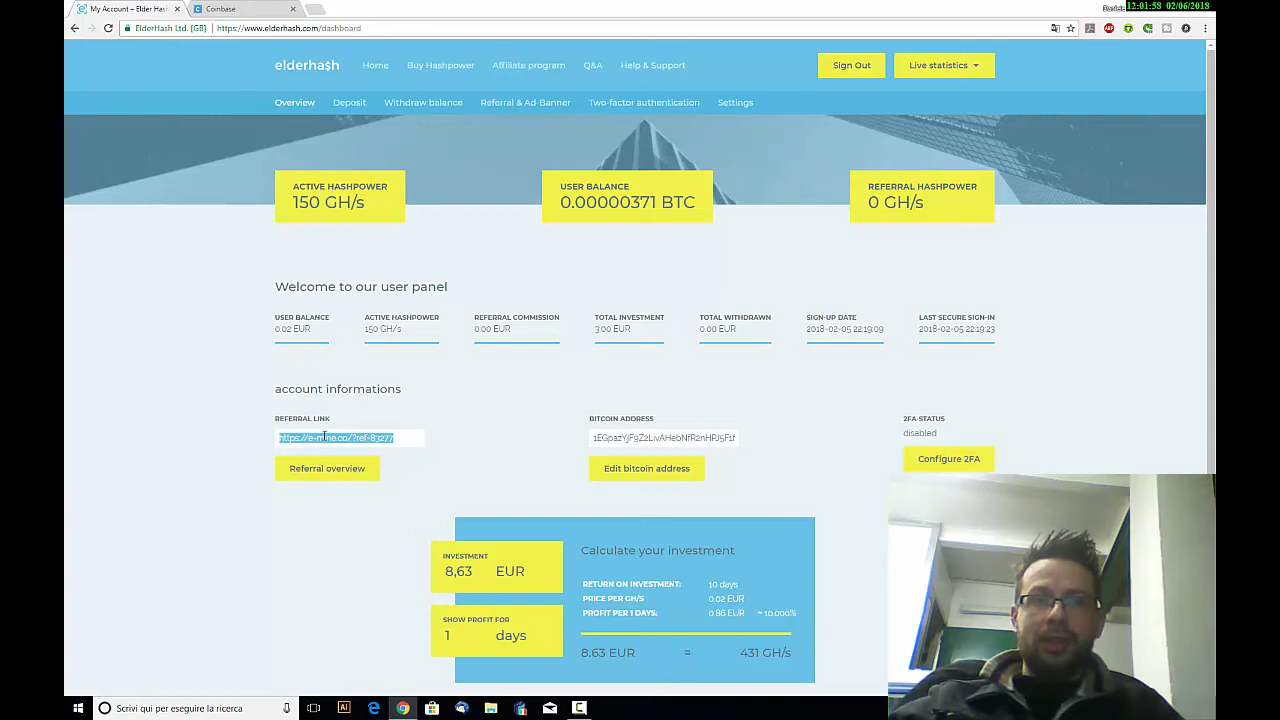 My Account – Elder Hash
Coinbase
12:01:58 02/06/2018
ElderHash Ltd. [GB]
https://www.elderhash.com/dashboard
elderha$h
Home
Buy Hashpower
Affiliate program
Q&A
Help & Support
Sign Out
Live statistics
Overview
Deposit
Withdraw balance
Referral & Ad-Banner
Two-factor authentication
Settings
ACTIVE HASHPOWER
150 GH/s
USER BALANCE
0.00000371 BTC
REFERRAL HASHPOWER
0 GH/s
Welcome to our user panel
USER BALANCE
0.02 EUR
ACTIVE HASHPOWER
150 GH/s
REFERRAL COMMISSION
0.00 EUR
TOTAL INVESTMENT
3.00 EUR
TOTAL WITHDRAWN
0.00 EUR
SIGN-UP DATE
2018-02-05 22:19:09
LAST SECURE SIGN-IN
2018-02-05 22:19:23
account informations
REFERRAL LINK
https://e-mine.co/?ref=83277
Referral overview
BITCOIN ADDRESS
1EGpazYjF9Z2LivAHebNfR2nHPJ5F1f
Edit bitcoin address
2FA-STATUS
disabled
Configure 2FA
INVESTMENT
8,63 EUR
SHOW PROFIT FOR
1 days
Calculate your investment
RETURN ON INVESTMENT: 10 days
PRICE PER GH/S 0.02 EUR
PROFIT PER 1 DAYS: 0.86 EUR ~ 10.000%
8.63 EUR = 431 GH/s
Scrivi qui per eseguire la ricerca